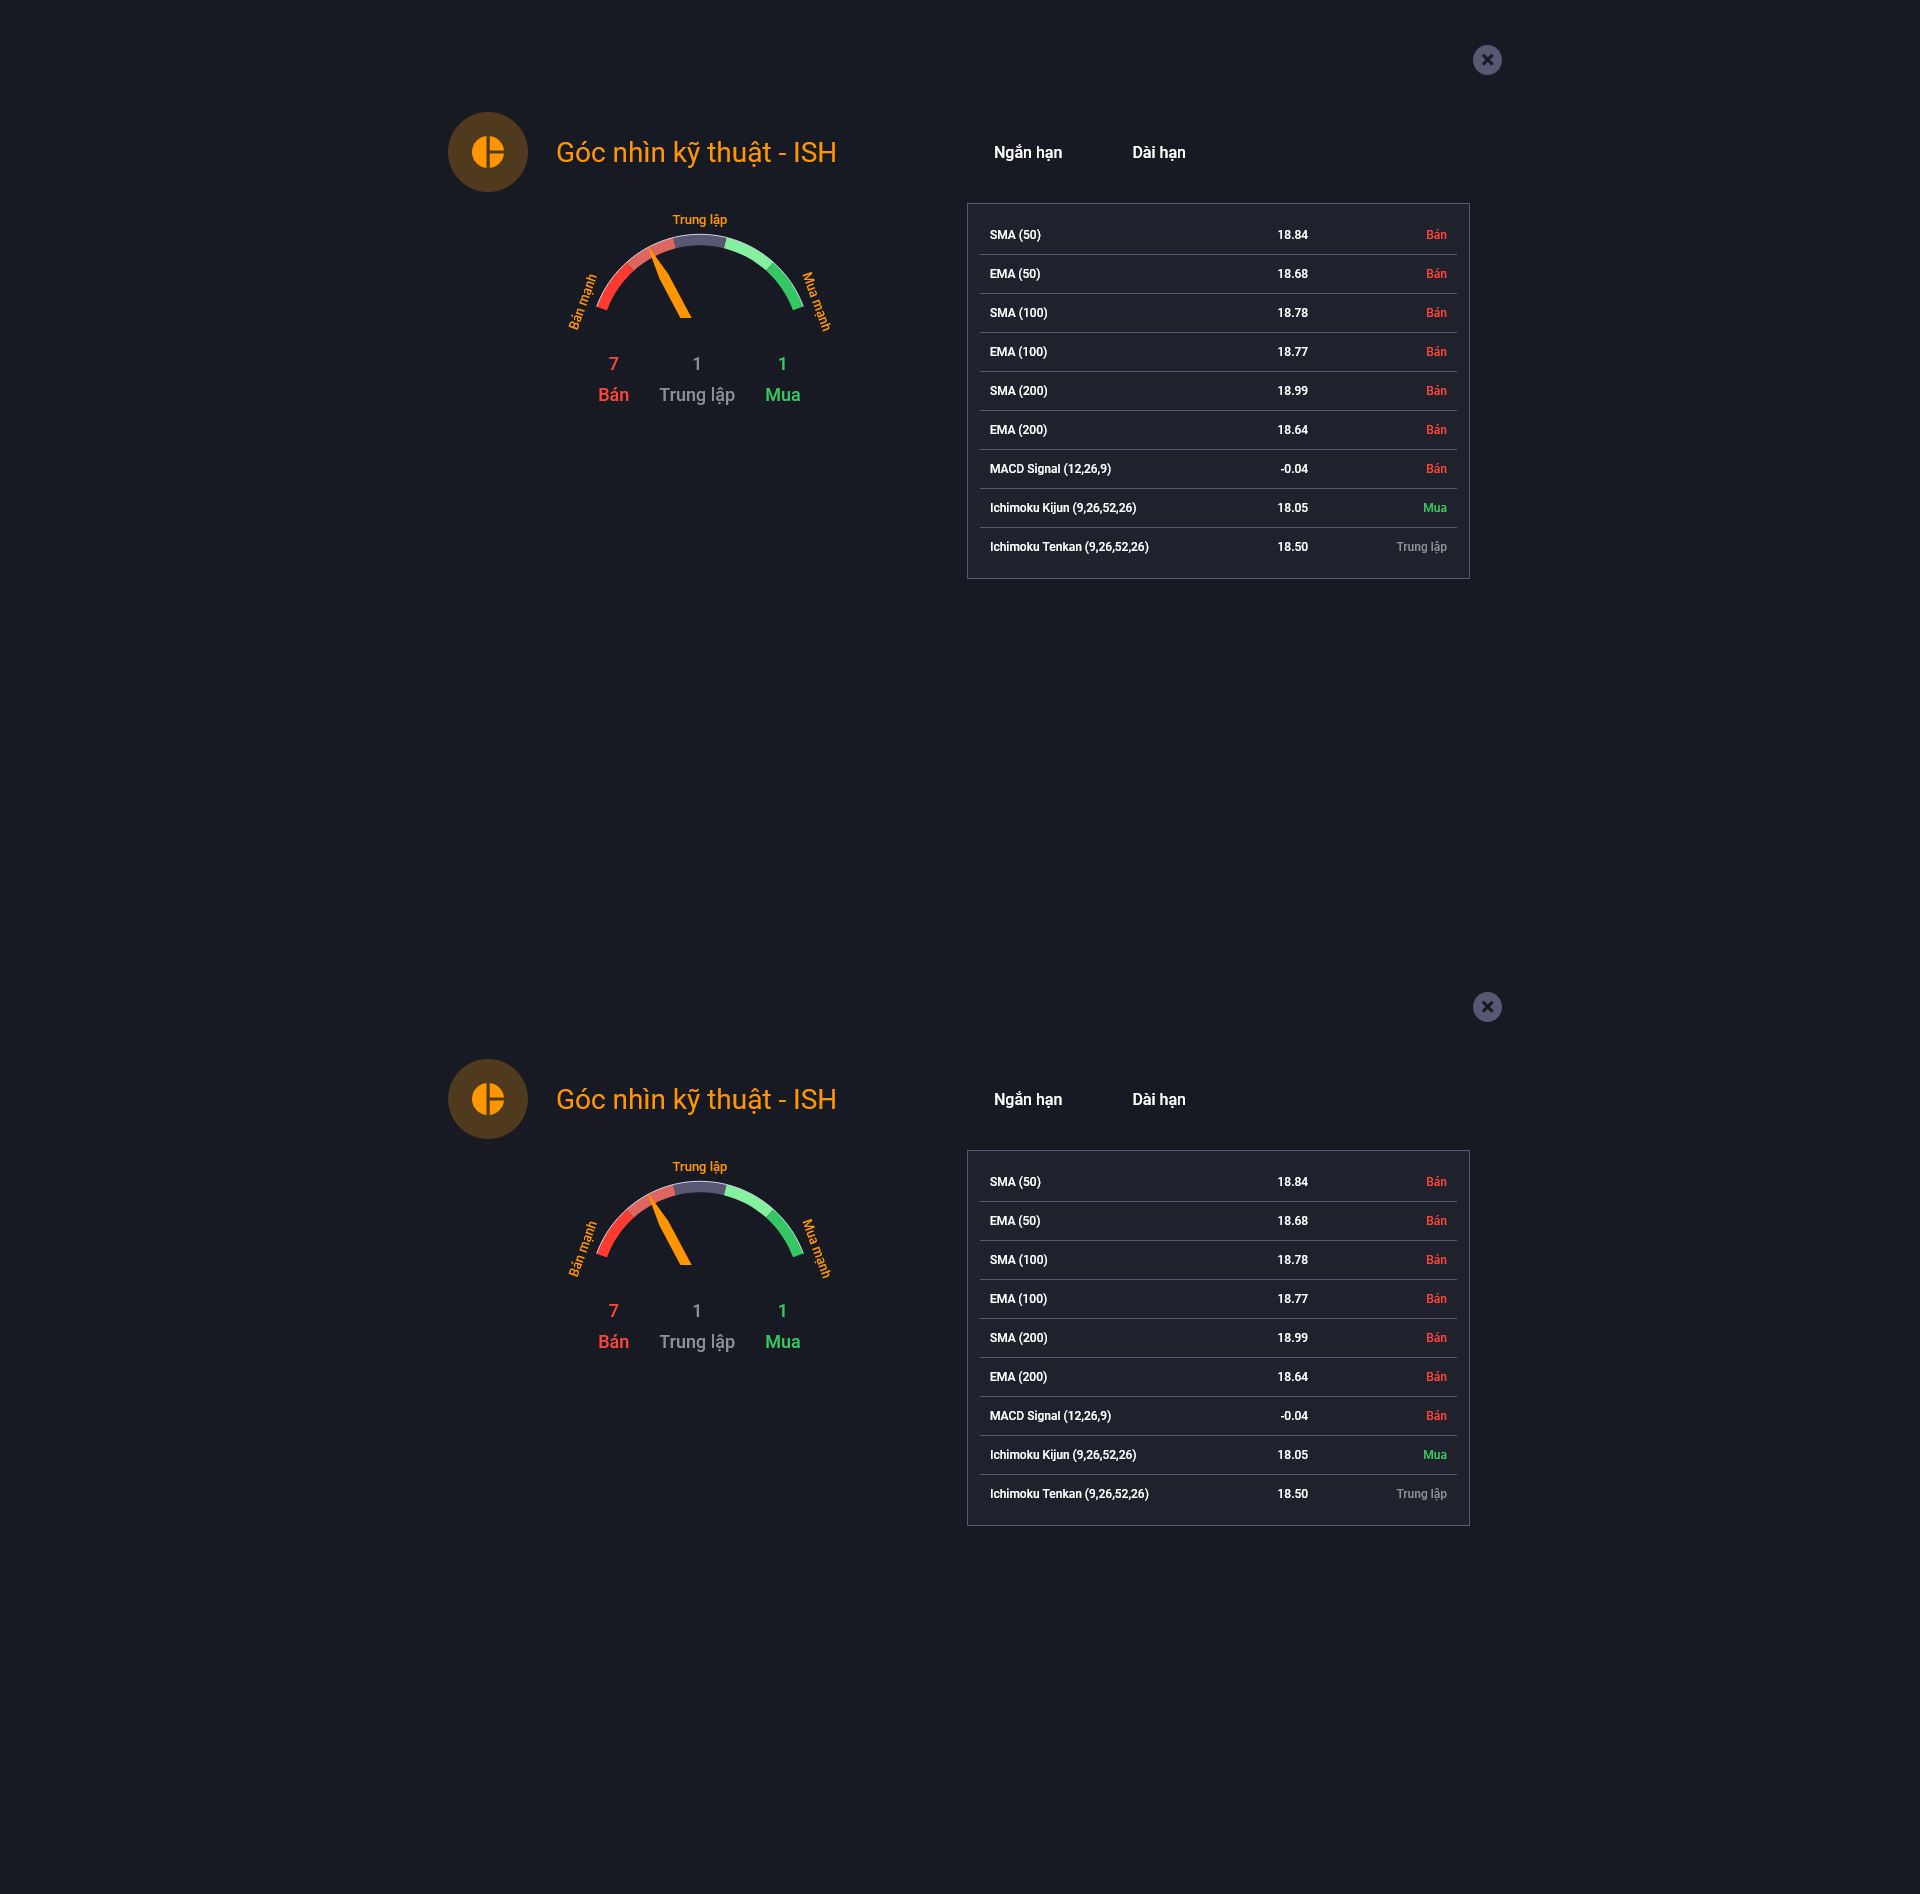 Góc nhìn kỹ thuật - ISH
Ngắn hạn
Dài hạn
Trung lập
Bán mạnh
Mua mạnh
7
1
1
Bán
Trung lập
Mua
SMA (50) 18.84 Bán
EMA (50) 18.68 Bán
SMA (100) 18.78 Bán
EMA (100) 18.77 Bán
SMA (200) 18.99 Bán
EMA (200) 18.64 Bán
MACD Signal (12,26,9) -0.04 Bán
Ichimoku Kijun (9,26,52,26) 18.05 Mua
Ichimoku Tenkan (9,26,52,26) 18.50 Trung lập
Góc nhìn kỹ thuật - ISH
Ngắn hạn
Dài hạn
Trung lập
Bán mạnh
Mua mạnh
7
1
1
Bán
Trung lập
Mua
SMA (50) 18.84 Bán
EMA (50) 18.68 Bán
SMA (100) 18.78 Bán
EMA (100) 18.77 Bán
SMA (200) 18.99 Bán
EMA (200) 18.64 Bán
MACD Signal (12,26,9) -0.04 Bán
Ichimoku Kijun (9,26,52,26) 18.05 Mua
Ichimoku Tenkan (9,26,52,26) 18.50 Trung lập